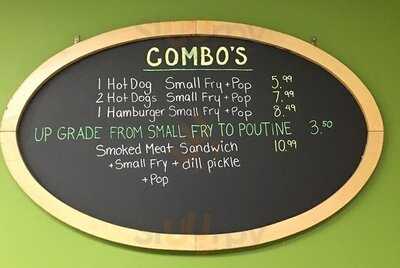 COMBO'S
1 Hot Dog Small Fry + Pop 5.99
2 Hot Dogs Small Fry + Pop 7.99
1 Hamburger Small Fry + Pop 8.49
UP GRADE FROM SMALL FRY TO POUTINE 3.50
Smoked Meat Sandwich 10.99
+ Small Fry + dill pickle
+ Pop